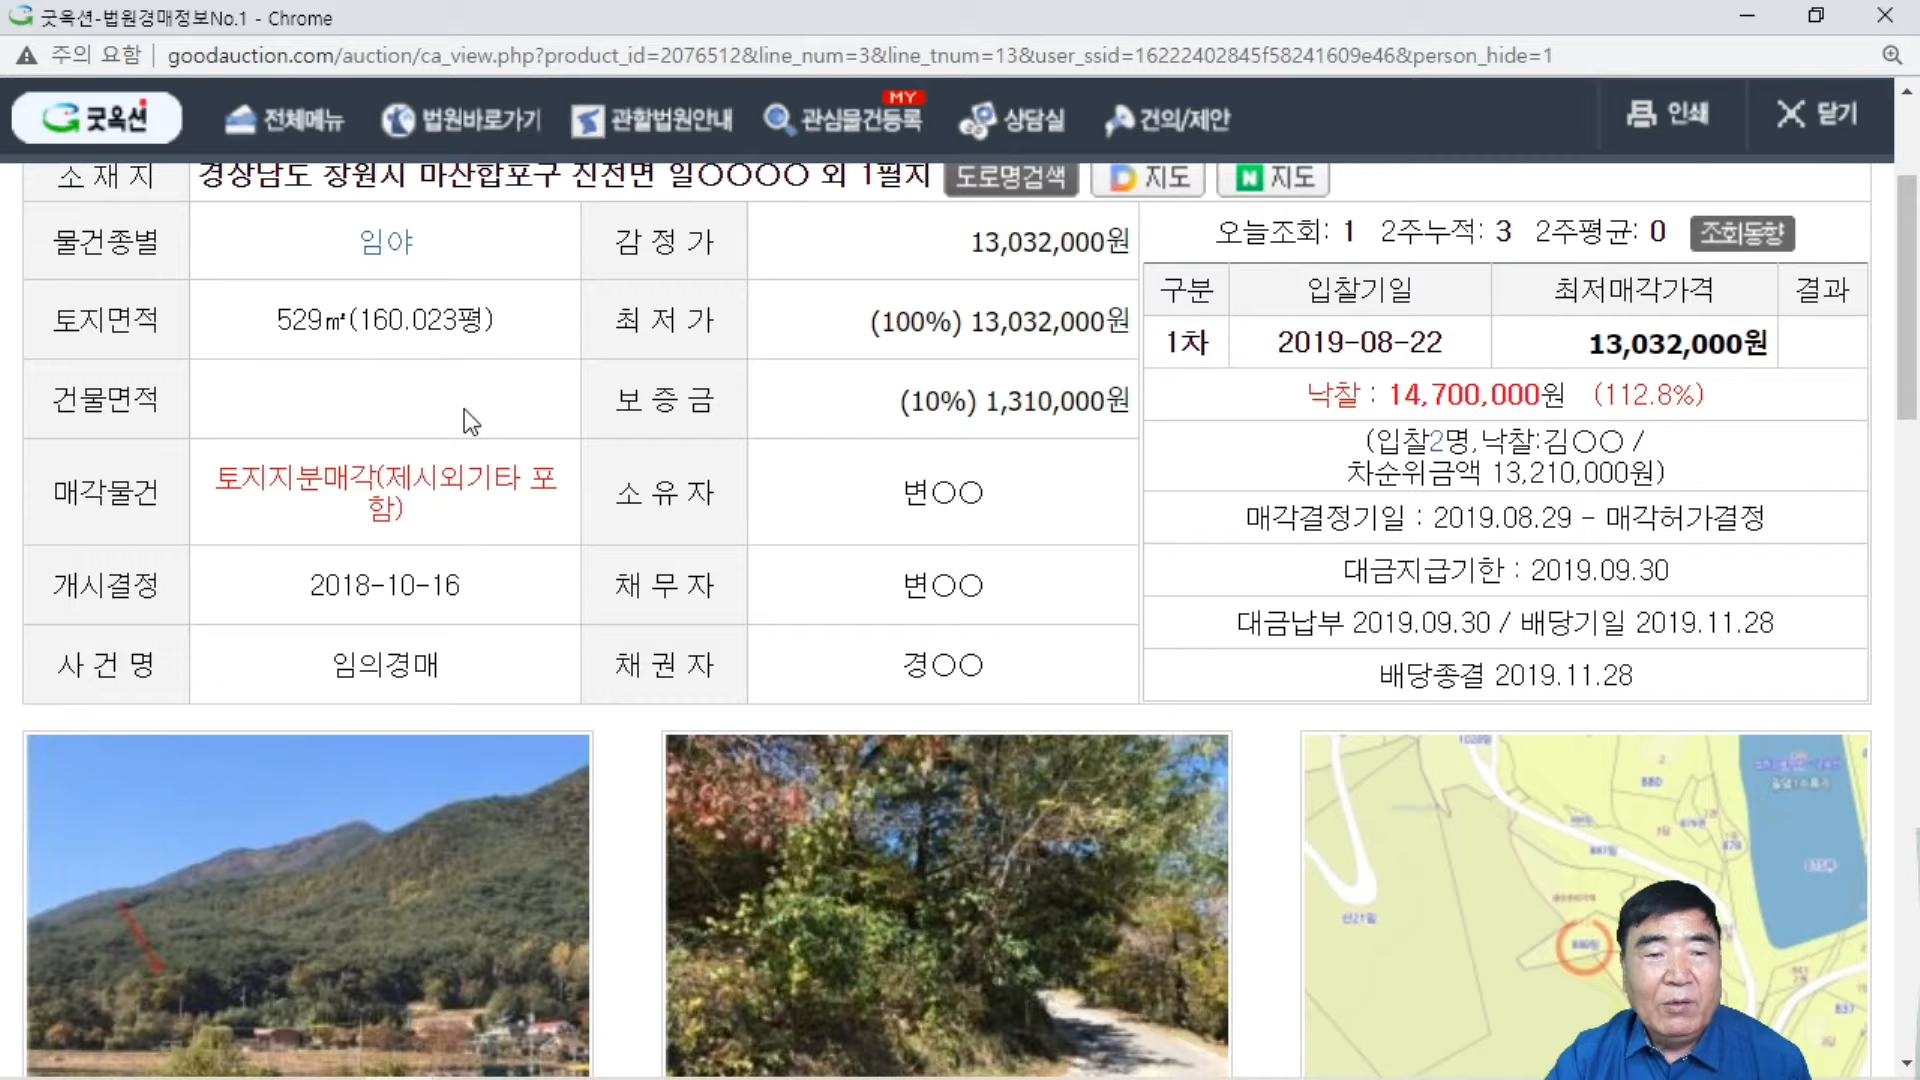 굿옥션-법원경매정보No.1 - Chrome
주의 요함 | goodauction.com/auction/ca_view.php?product_id=2076512&line_num=3&line_tnum=13&user_ssid=16222402845f58241609e46&person_hide=1
굿옥션 전체메뉴 법원바로가기 관할법원안내 관심물건등록 MY 상담실 건의/제안 인쇄 닫기
소 재 지 경상남도 창원시 마산합포구 진전면 일○○○○ 외 1필지 도로명검색 D 지도 N 지도
물건종별 임야 감 정 가 13,032,000원
토지면적 529㎡(160.023평) 최 저 가 (100%) 13,032,000원
건물면적 보 증 금 (10%) 1,310,000원
매각물건 토지지분매각(제시외기타 포
함) 소 유 자 변○○
개시결정 2018-10-16 채 무 자 변○○
사 건 명 임의경매 채 권 자 경○○
오늘조회: 1 2주누적: 3 2주평균: 0 조회동향
구분 입찰기일 최저매각가격 결과
1차 2019-08-22 13,032,000원
낙찰 : 14,700,000원 (112.8%)
(입찰2명,낙찰:김○○ /
차순위금액 13,210,000원)
매각결정기일 : 2019.08.29 - 매각허가결정
대금지급기한 : 2019.09.30
대금납부 2019.09.30 / 배당기일 2019.11.28
배당종결 2019.11.28
880
산21임
837